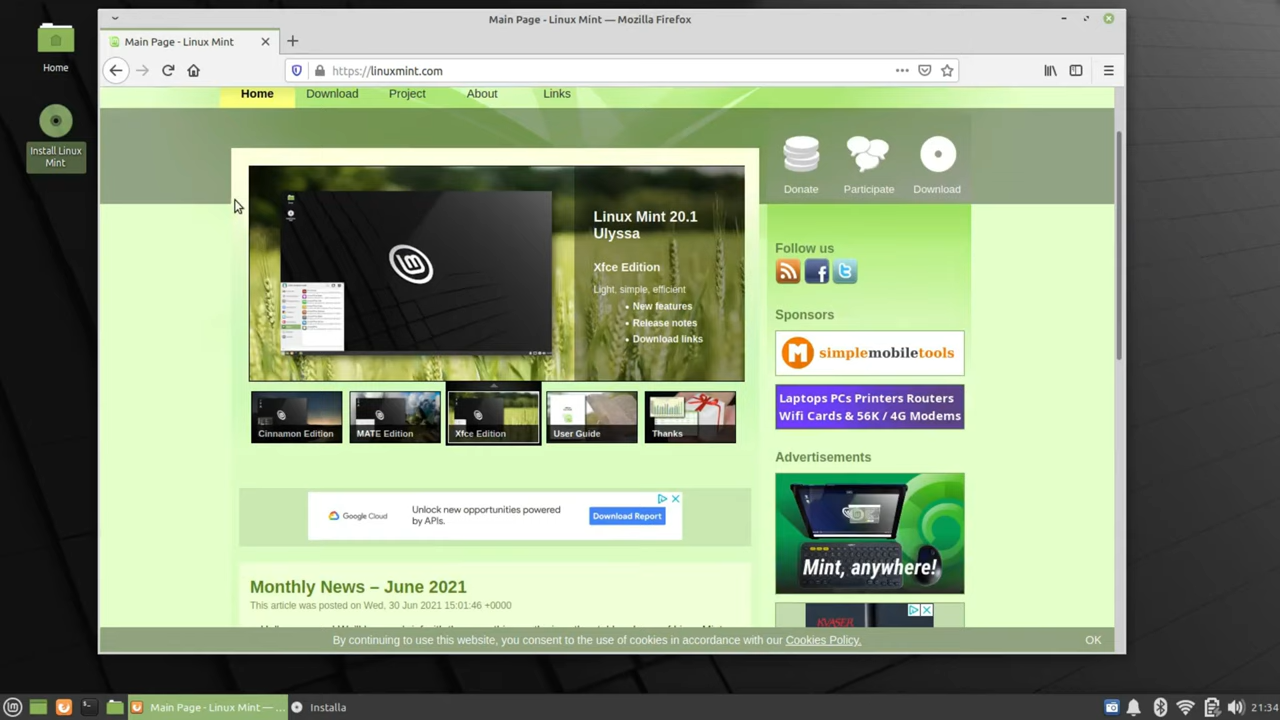 Main Page - Linux Mint — Mozilla Firefox
Home
Main Page - Linux Mint
https://linuxmint.com
Home Download Project About Links
Install Linux
Mint
Donate Participate Download
Linux Mint 20.1
Ulyssa
Xfce Edition
Light, simple, efficient
New features
Release notes
Download links
Follow us
Sponsors
simplemobiletools
Laptops PCs Printers Routers
Wifi Cards & 56K / 4G Modems
Cinnamon Edition MATE Edition Xfce Edition User Guide Thanks
Advertisements
Mint, anywhere!
Google Cloud
Unlock new opportunities powered
by APIs.
Download Report
Monthly News – June 2021
This article was posted on Wed, 30 Jun 2021 15:01:46 +0000
KVASER
By continuing to use this website, you consent to the use of cookies in accordance with our Cookies Policy.
OK
Main Page - Linux Mint — ...
Installa
21:34